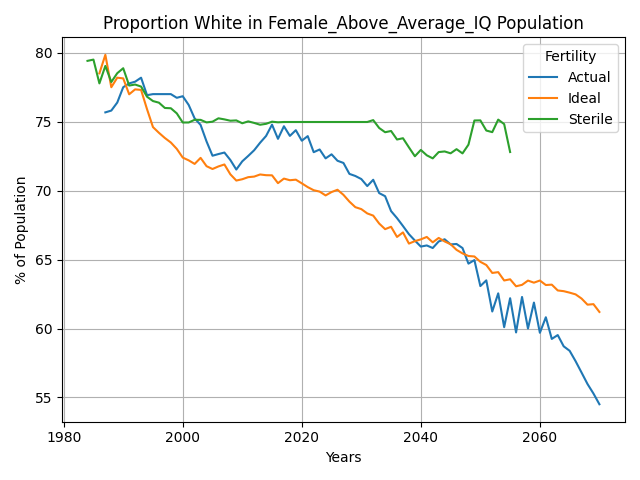 Proportion White in Female_Above_Average_IQ Population
% of Population
80
75
70
65
60
55
1980
2000
2020
2040
2060
Years
Fertility
Actual
Ideal
Sterile